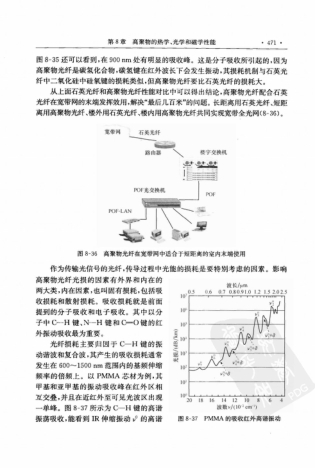 第 8 章 高聚物的热学、光学和磁学性能 · 471 ·
图 8-35 还可以看到,在 900 nm 处有明显的吸收峰。这是分子吸收所引起的,因为
高聚物光纤是碳氢化合物,碳氢键在红外波长下会发生振动,其损耗机制与石英光
纤中二氧化硅中硅氧键的损耗类似,但高聚物光纤要比石英光纤的损耗大。
从上面石英光纤和高聚物光纤性能对比中可以得出结论,高聚物光纤配合石英
光纤在宽带网的末端发挥效用,解决“最后几百米”的问题。长距离用石英光纤、短距
离用高聚物光纤、楼外用石英光纤、楼内用高聚物光纤共同实现宽带全光网(8-36)。
宽带网
石英光纤
路由器
楼宇交换机
POF光交换机
POF
POF-LAN
图 8-36 高聚物光纤在宽带网中适合于短距离的室内末端使用
作为传输光信号的光纤,传导过程中光能的损耗是要特别考虑的因素。影响
高聚物光纤光损的因素有外界和内在的
两大类,内在因素,也叫固有损耗,包括吸
收损耗和散射损耗。吸收损耗就是前面
提到的分子吸收和电子吸收。其中以分
子中 C—H 键、N—H 键和 C=O 键的红
外振动吸收最为重要。
光纤损耗主要归因于 C—H 键的振
动谐波和复合波,其产生的吸收损耗通常
发生在 600~1500 nm 范围内的基频伸缩
频率的倍频上。以 PMMA 芯材为例,其
甲基和亚甲基的振动吸收峰在红外区相
互交叠,并且在近红外至可见光波区出现
一单峰。图 8-37 所示为 C—H 键的高谐
振荡吸收,能看到 IR 伸缩振动 ν 的高谐
波长/μm
0.5 0.6 0.7 0.8 0.9 1.0 1.2 1.5 2.0 2.5
光损/(dB/km)
20 18 16 14 12 10 8 6 4
波数ν/(10³cm⁻¹)
图 8-37 PMMA 的吸收红外高谐振动